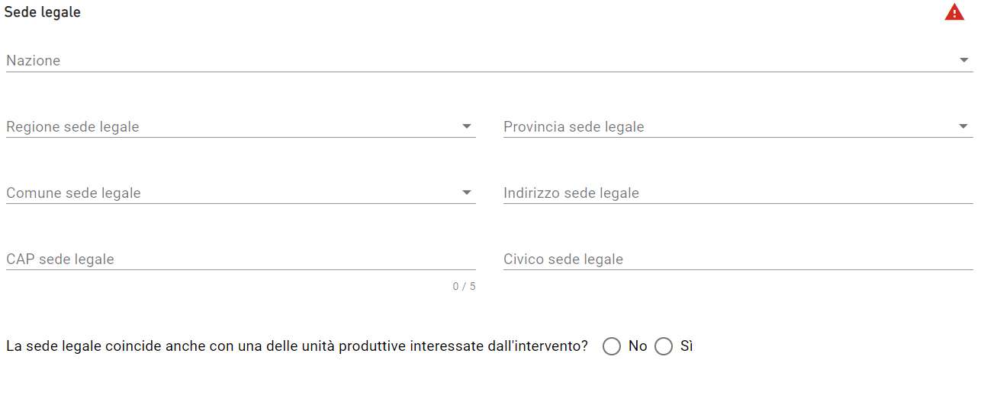 Sede legale
Nazione
Regione sede legale
Provincia sede legale
Comune sede legale
Indirizzo sede legale
CAP sede legale
Civico sede legale
0 / 5
La sede legale coincide anche con una delle unità produttive interessate dall'intervento? No Sì